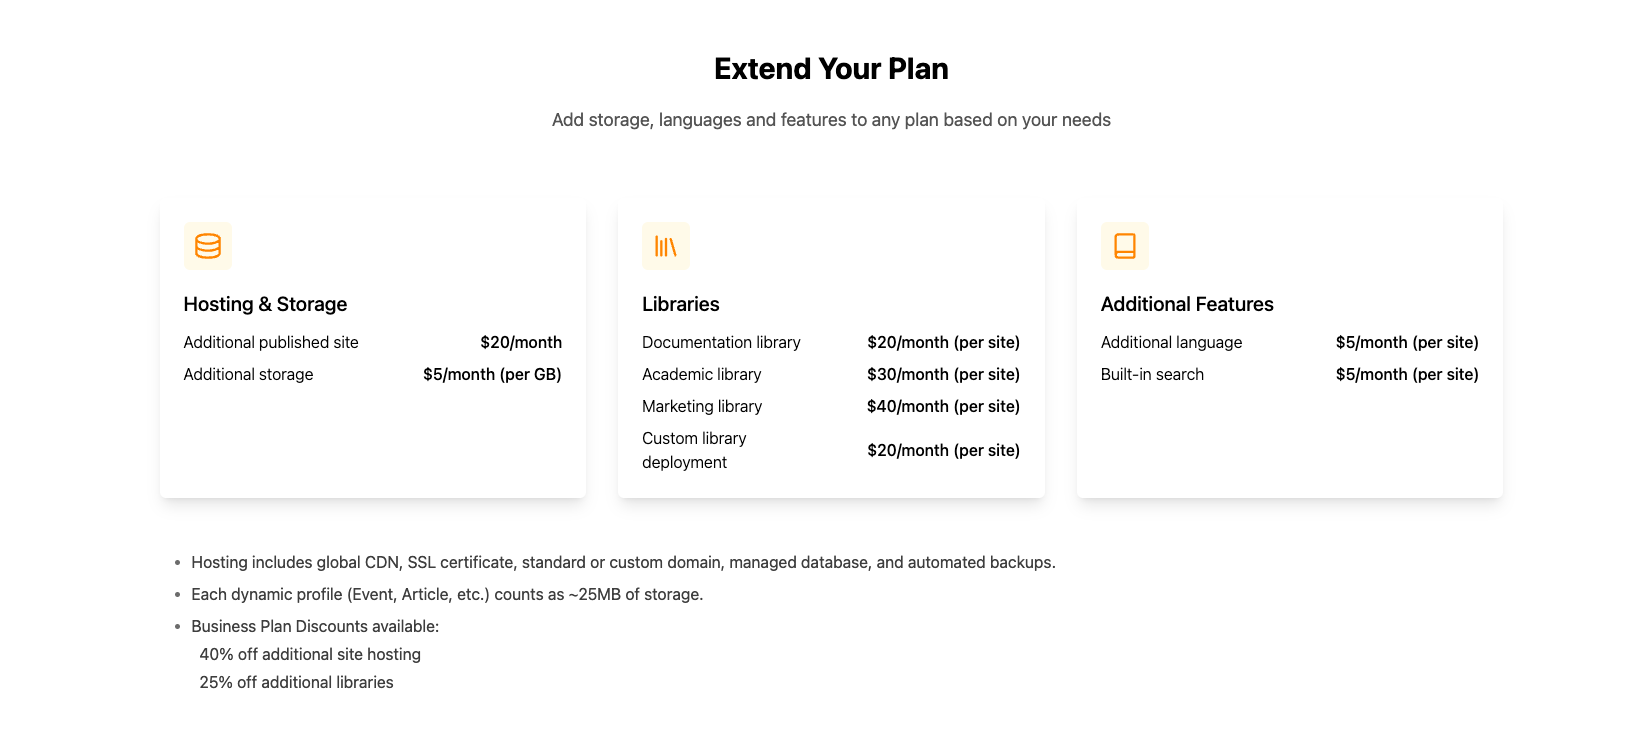 Extend Your Plan
Add storage, languages and features to any plan based on your needs
Hosting & Storage
Additional published site $20/month
Additional storage $5/month (per GB)
Libraries
Documentation library $20/month (per site)
Academic library $30/month (per site)
Marketing library $40/month (per site)
Custom library
deployment $20/month (per site)
Additional Features
Additional language $5/month (per site)
Built-in search $5/month (per site)
• Hosting includes global CDN, SSL certificate, standard or custom domain, managed database, and automated backups.
• Each dynamic profile (Event, Article, etc.) counts as ~25MB of storage.
• Business Plan Discounts available:
40% off additional site hosting
25% off additional libraries